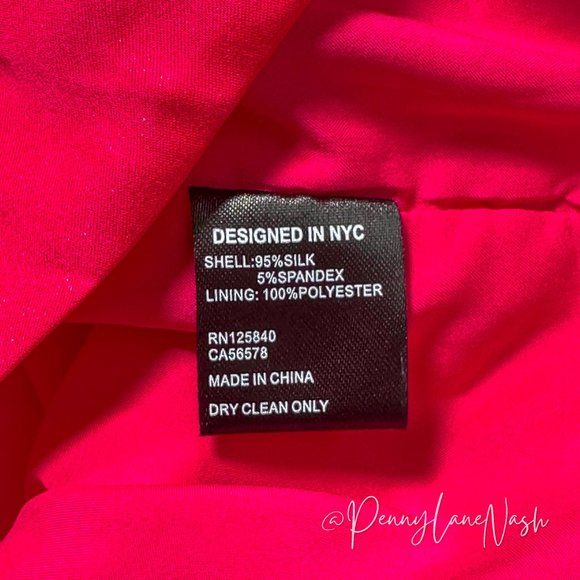 DESIGNED IN NYC
SHELL:95%SILK
5%SPANDEX
LINING: 100%POLYESTER
RN125840
CA56578
MADE IN CHINA
DRY CLEAN ONLY
@PennyLaneNash